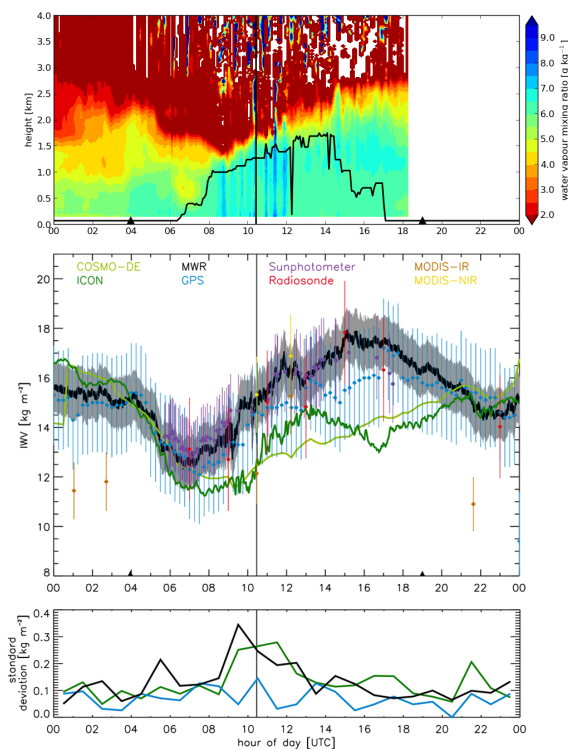 4.0
3.5
3.0
2.5
2.0
1.5
1.0
0.5
0.0
height [km]
00 02 04 06 08 10 12 14 16 18 20 22 00
9.0
8.0
7.0
6.0
5.0
4.0
3.0
2.0
water vapour mixing ratio [g kg⁻¹]
COSMO-DE MWR Sunphotometer MODIS-IR
ICON GPS Radiosonde MODIS-NIR
20
18
16
14
12
10
8
IWV [kg m⁻²]
00 02 04 06 08 10 12 14 16 18 20 22 00
0.4
0.3
0.2
0.1
0.0
standard
deviation [kg m⁻²]
00 02 04 06 08 10 12 14 16 18 20 22 00
hour of day [UTC]